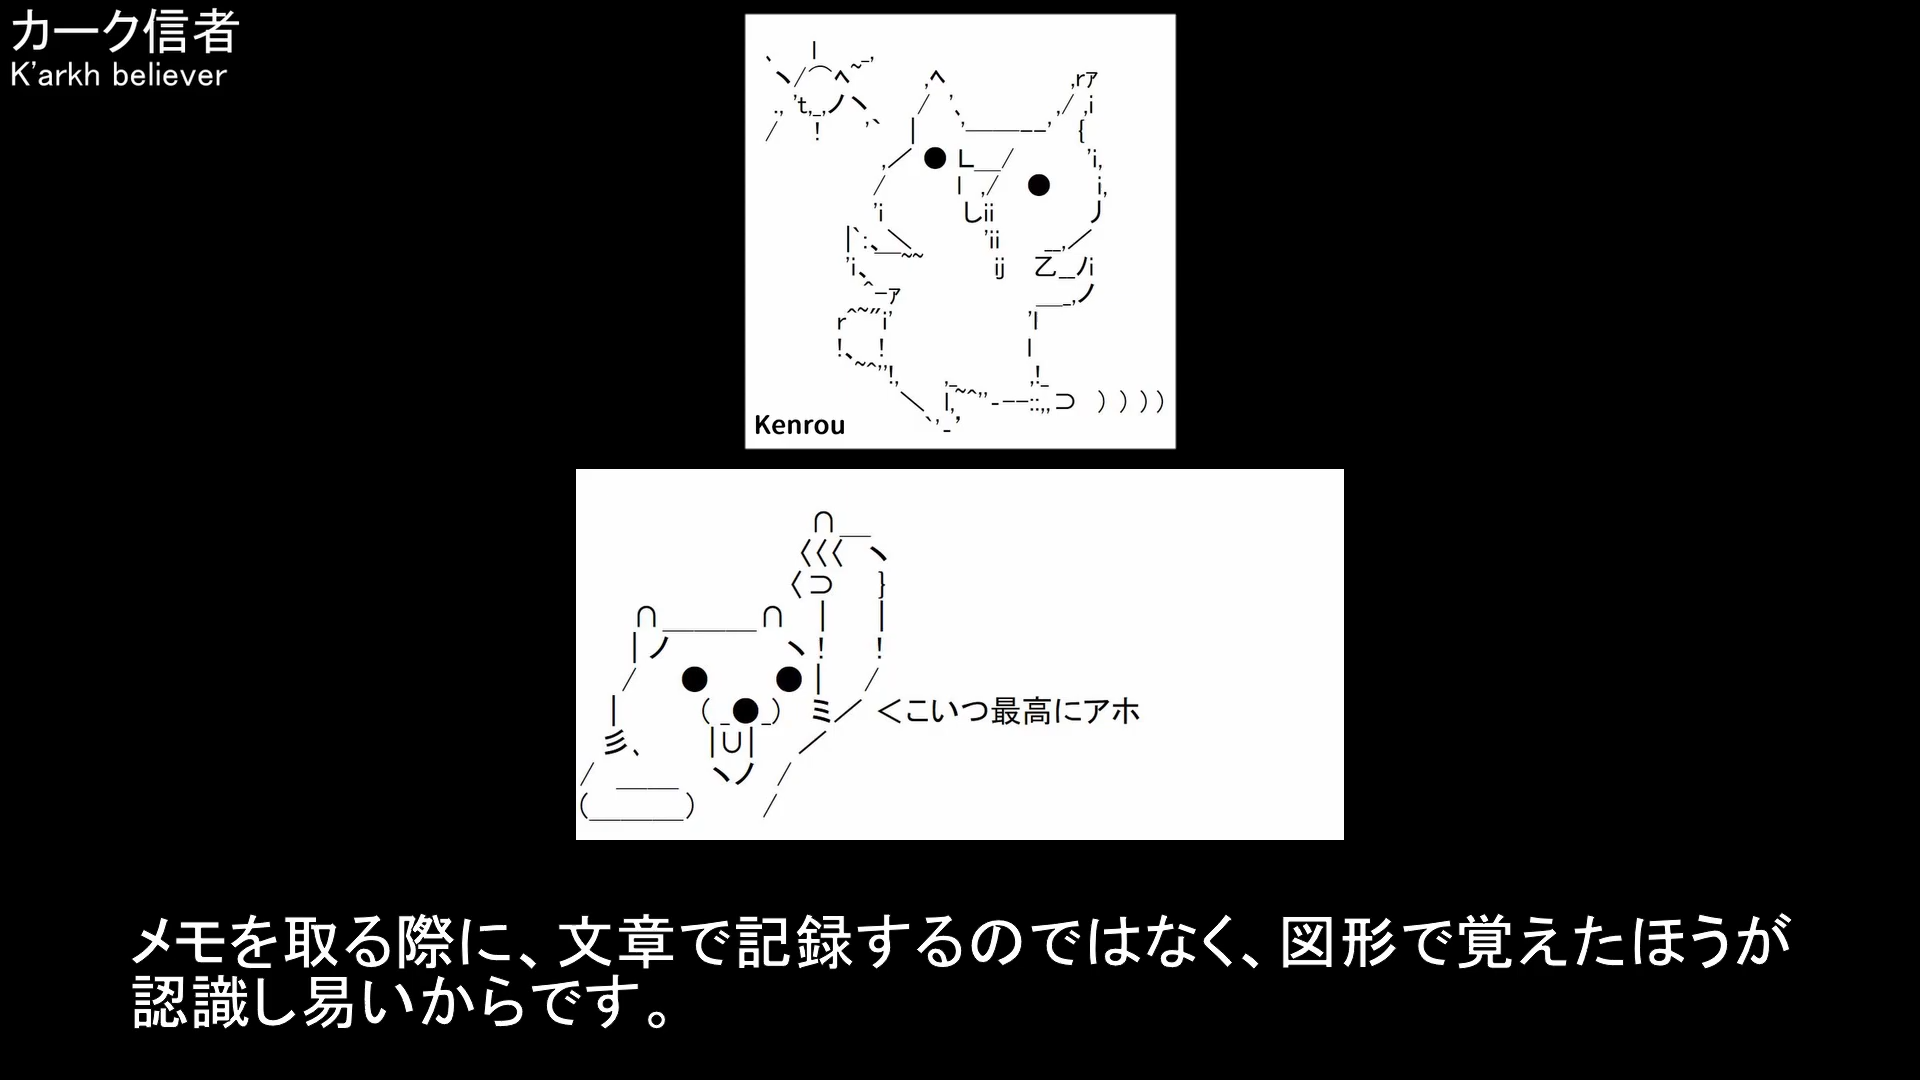 カーク信者
K'arkh believer
Kenrou
<こいつ最高にアホ
メモを取る際に、文章で記録するのではなく、図形で覚えたほうが
認識し易いからです。